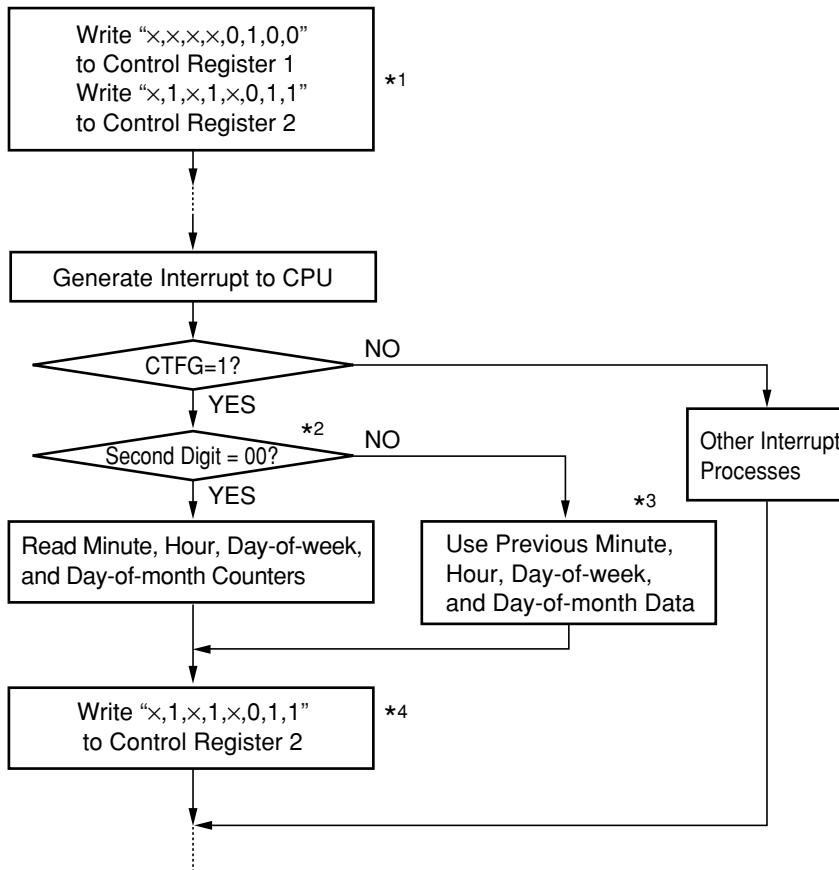 Write “×,×,×,×,0,1,0,0”
to Control Register 1
Write “×,1,×,1,×,0,1,1”
to Control Register 2
*1
Generate Interrupt to CPU
CTFG=1?
NO
YES
*2
Second Digit = 00?
NO
YES
Other Interrupt
Processes
*3
Read Minute, Hour, Day-of-week,
and Day-of-month Counters
Use Previous Minute,
Hour, Day-of-week,
and Day-of-month Data
Write “×,1,×,1,×,0,1,1”
to Control Register 2
*4